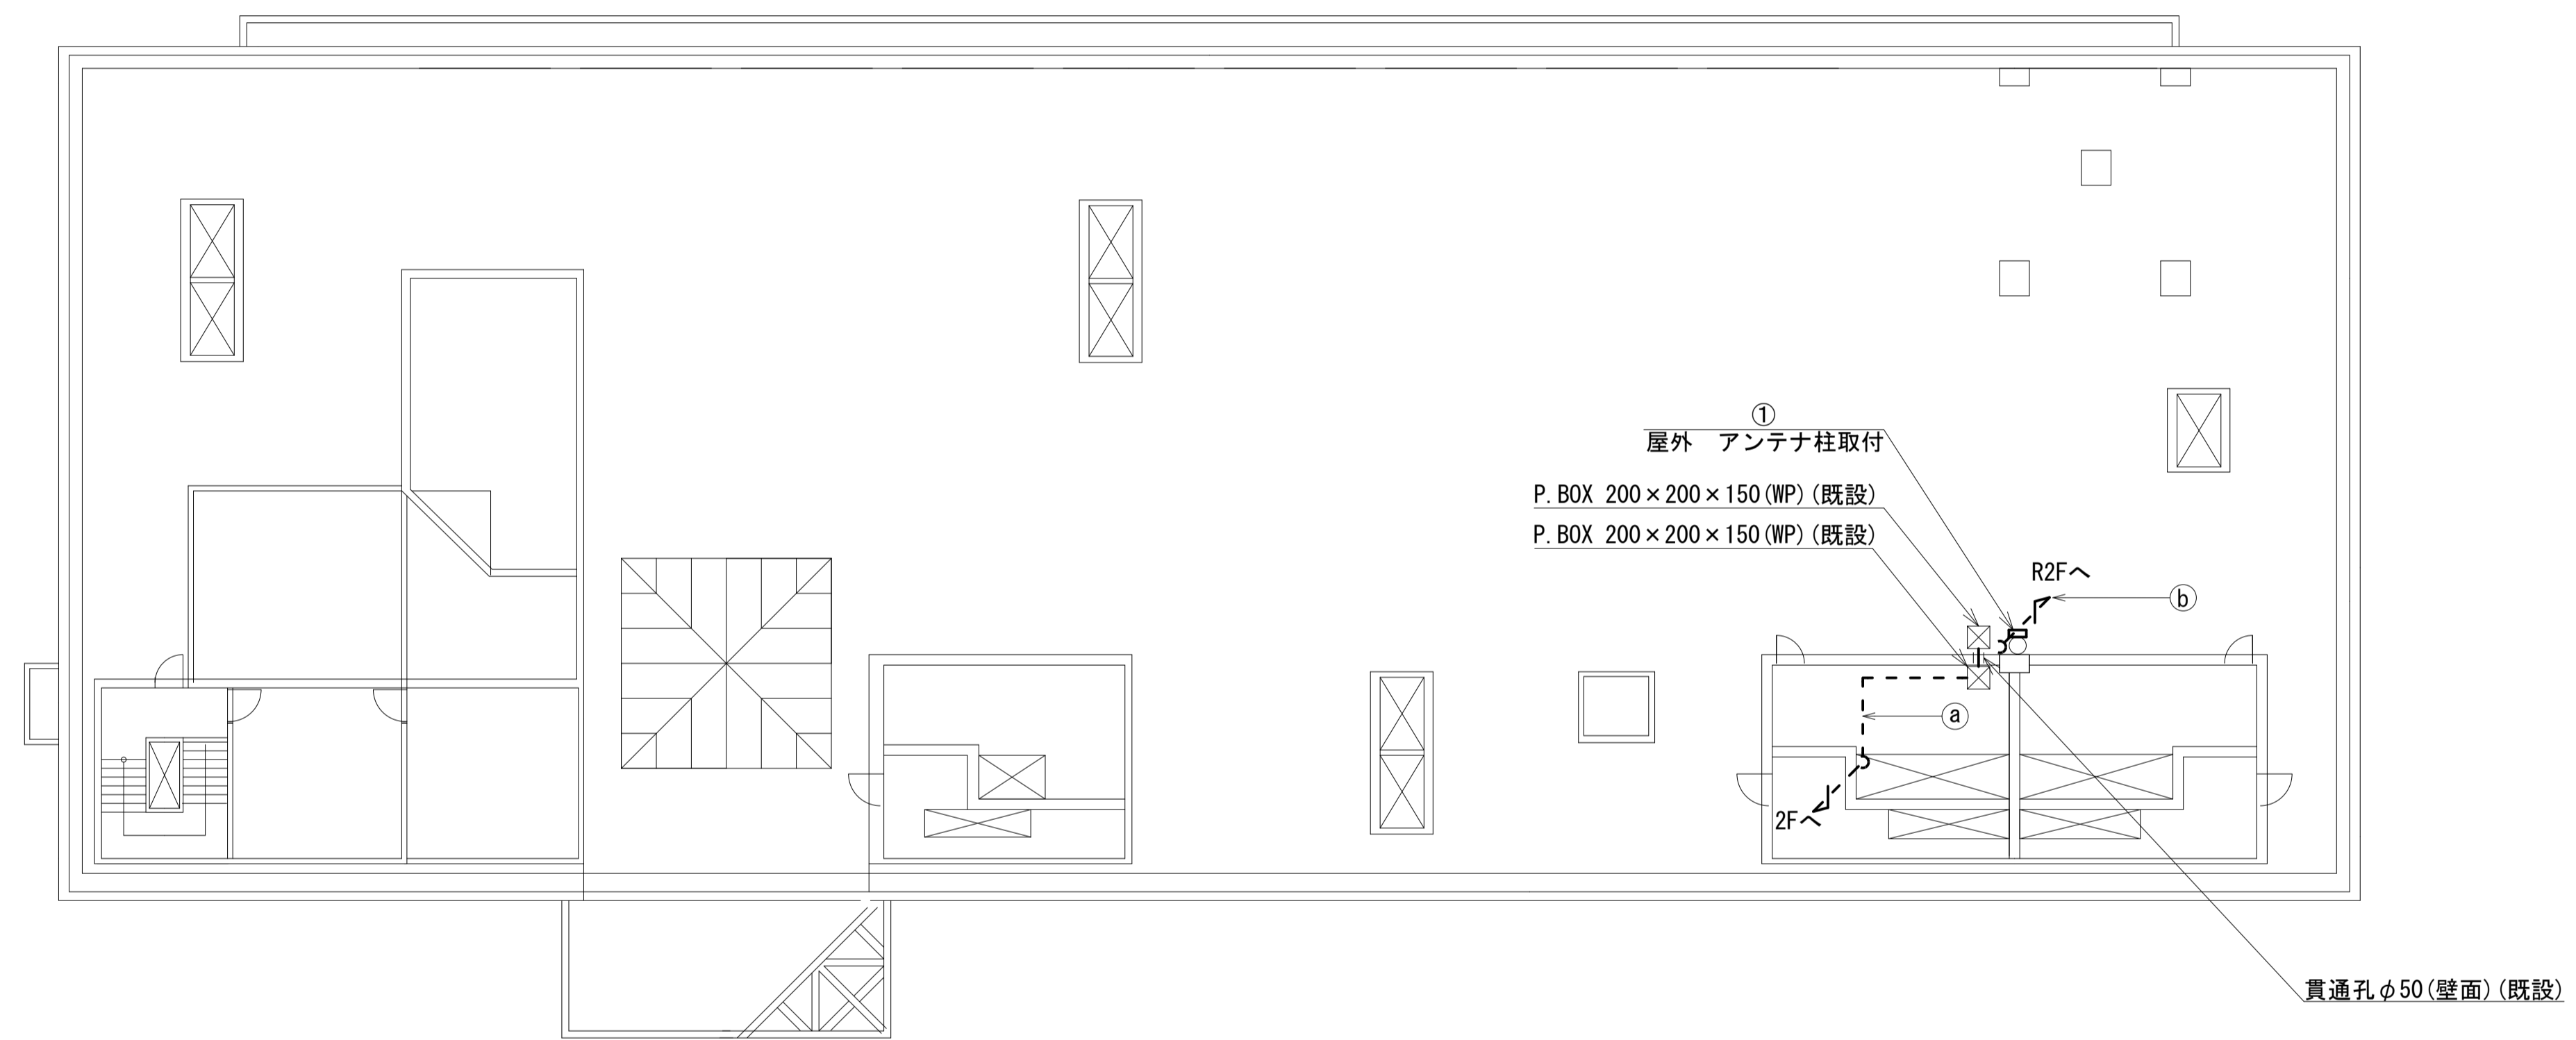 ①
屋外　アンテナ柱取付
P.BOX 200×200×150(WP)(既設)
P.BOX 200×200×150(WP)(既設)
R2Fへ
ⓑ
ⓐ
2Fへ
貫通孔φ50(壁面)(既設)